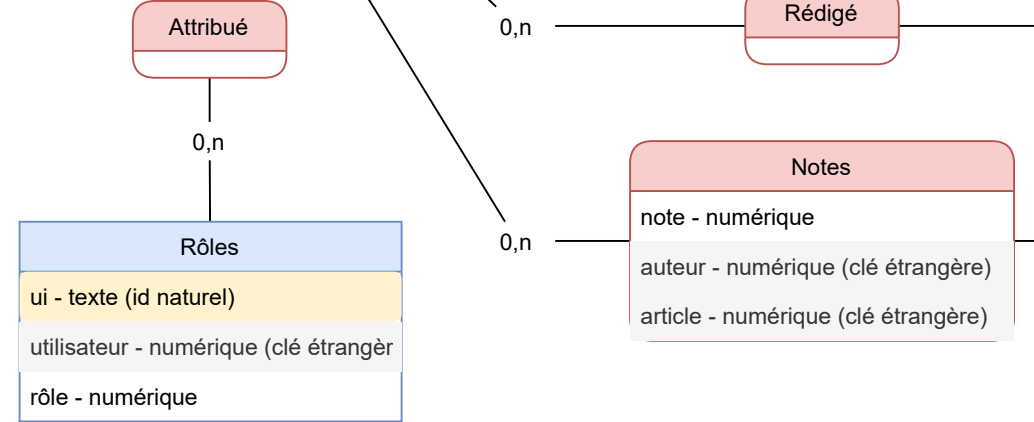 Attribué
0,n
Rédigé
0,n
Notes
note - numérique
0,n
auteur - numérique (clé étrangère)
article - numérique (clé étrangère)
Rôles
ui - texte (id naturel)
utilisateur - numérique (clé étrangèr
rôle - numérique